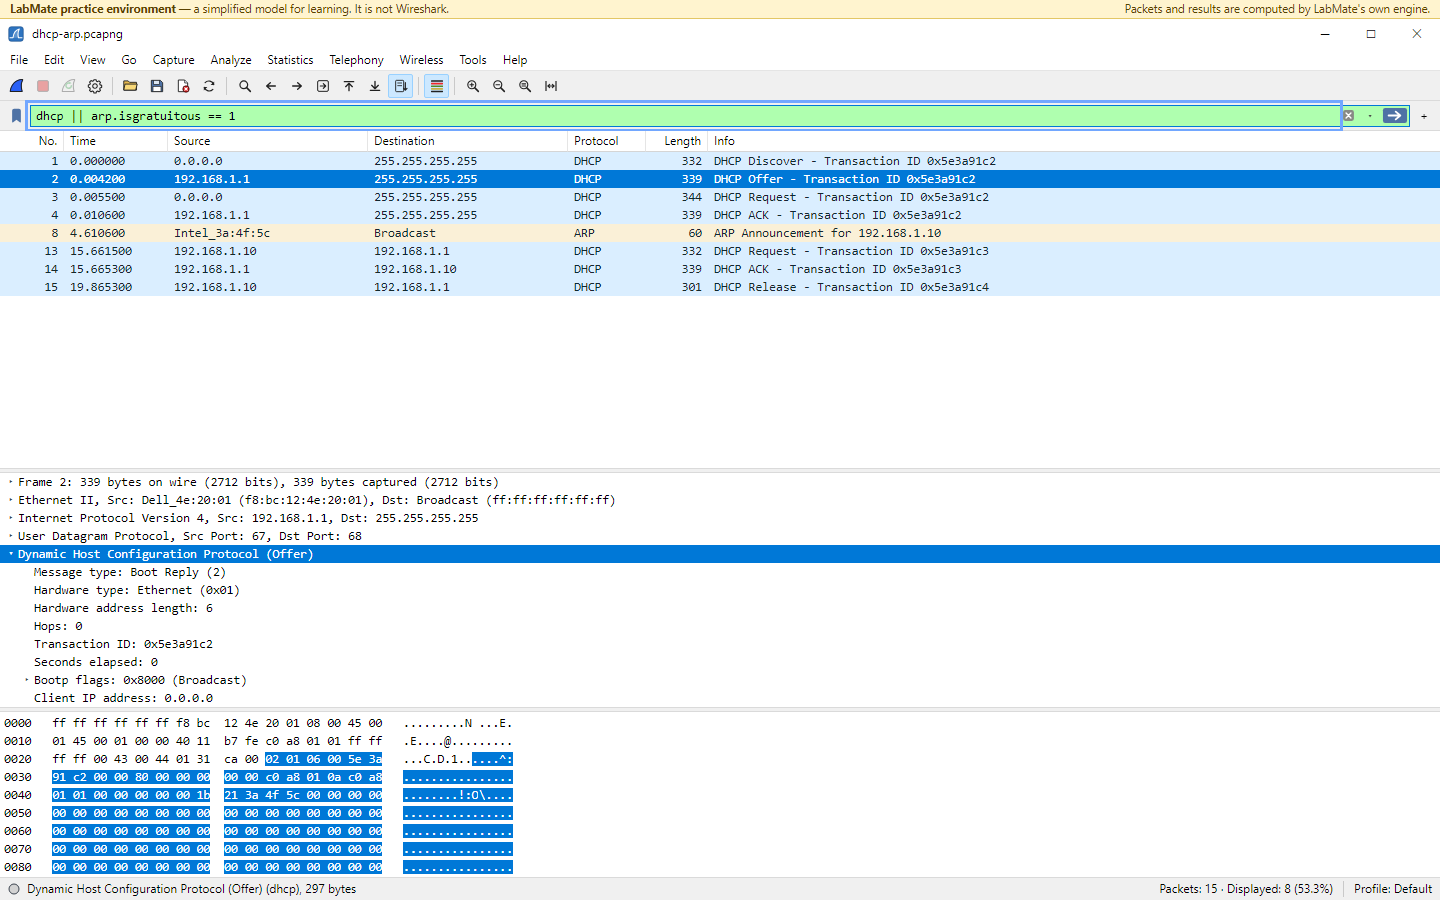 LabMate practice environment — a simplified model for learning. It is not Wireshark. Packets and results are computed by LabMate's own engine.
dhcp-arp.pcapng
File Edit View Go Capture Analyze Statistics Telephony Wireless Tools Help
dhcp || arp.isgratuitous == 1
No. Time Source Destination Protocol Length Info
1 0.000000 0.0.0.0 255.255.255.255 DHCP 332 DHCP Discover - Transaction ID 0x5e3a91c2
2 0.004200 192.168.1.1 255.255.255.255 DHCP 339 DHCP Offer - Transaction ID 0x5e3a91c2
3 0.005500 0.0.0.0 255.255.255.255 DHCP 344 DHCP Request - Transaction ID 0x5e3a91c2
4 0.010600 192.168.1.1 255.255.255.255 DHCP 339 DHCP ACK - Transaction ID 0x5e3a91c2
8 4.610600 Intel_3a:4f:5c Broadcast ARP 60 ARP Announcement for 192.168.1.10
13 15.661500 192.168.1.10 192.168.1.1 DHCP 332 DHCP Request - Transaction ID 0x5e3a91c3
14 15.665300 192.168.1.1 192.168.1.10 DHCP 339 DHCP ACK - Transaction ID 0x5e3a91c3
15 19.865300 192.168.1.10 192.168.1.1 DHCP 301 DHCP Release - Transaction ID 0x5e3a91c4
Frame 2: 339 bytes on wire (2712 bits), 339 bytes captured (2712 bits)
Ethernet II, Src: Dell_4e:20:01 (f8:bc:12:4e:20:01), Dst: Broadcast (ff:ff:ff:ff:ff:ff)
Internet Protocol Version 4, Src: 192.168.1.1, Dst: 255.255.255.255
User Datagram Protocol, Src Port: 67, Dst Port: 68
Dynamic Host Configuration Protocol (Offer)
Message type: Boot Reply (2)
Hardware type: Ethernet (0x01)
Hardware address length: 6
Hops: 0
Transaction ID: 0x5e3a91c2
Seconds elapsed: 0
Bootp flags: 0x8000 (Broadcast)
Client IP address: 0.0.0.0
0000 ff ff ff ff ff ff f8 bc 12 4e 20 01 08 00 45 00 .........N ...E.
0010 01 45 00 01 00 00 40 11 b7 fe c0 a8 01 01 ff ff .E....@.........
0020 ff ff 00 43 00 44 01 31 ca 00 02 01 06 00 5e 3a ...C.D.1......^:
0030 91 c2 00 00 80 00 00 00 00 00 c0 a8 01 0a c0 a8 ................
0040 01 01 00 00 00 00 00 1b 21 3a 4f 5c 00 00 00 00 ........!:O\....
0050 00 00 00 00 00 00 00 00 00 00 00 00 00 00 00 00 ................
0060 00 00 00 00 00 00 00 00 00 00 00 00 00 00 00 00 ................
0070 00 00 00 00 00 00 00 00 00 00 00 00 00 00 00 00 ................
0080 00 00 00 00 00 00 00 00 00 00 00 00 00 00 00 00 ................
Dynamic Host Configuration Protocol (Offer) (dhcp), 297 bytes Packets: 15 · Displayed: 8 (53.3%) Profile: Default